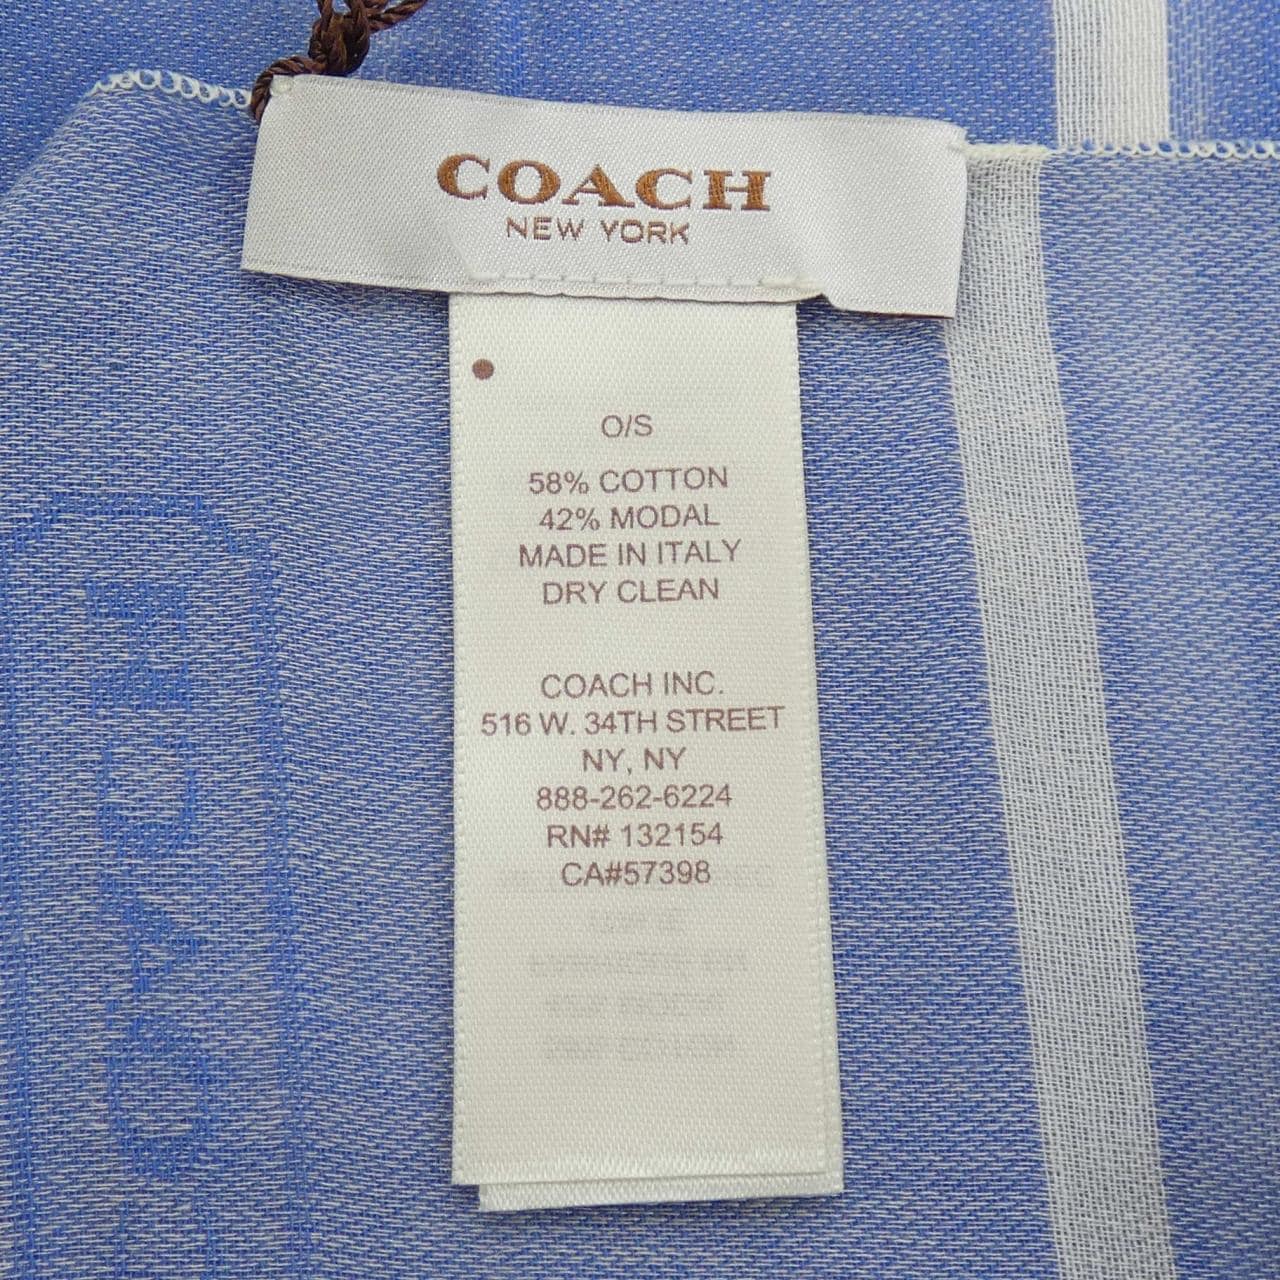 COACH
NEW YORK
O/S
58% COTTON
42% MODAL
MADE IN ITALY
DRY CLEAN
COACH INC.
516 W. 34TH STREET
NY, NY
888-262-6224
RN# 132154
CA#57398